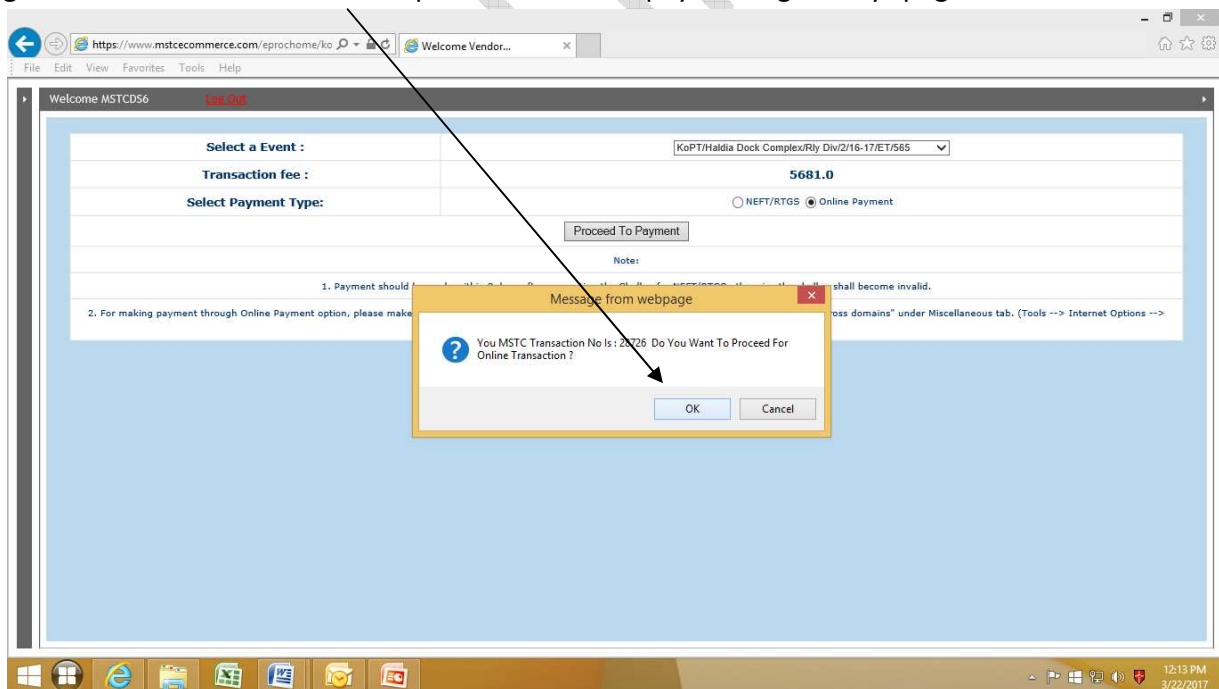 https://www.mstcecommerce.com/eprochome/ko
Welcome Vendor...
File Edit View Favorites Tools Help
Welcome MSTCDS6 Log Out
Select a Event : KoPT/Haldia Dock Complex/Rly Div/2/16-17/ET/565
Transaction fee : 5681.0
Select Payment Type: NEFT/RTGS Online Payment
Proceed To Payment
Note:
1. Payment should shall become invalid.
2. For making payment through Online Payment option, please make domains" under Miscellaneous tab. (Tools --> Internet Options -->
Message from webpage
You MSTC Transaction No Is : 28726 Do You Want To Proceed For
Online Transaction ?
OK Cancel
12:13 PM
3/22/2017